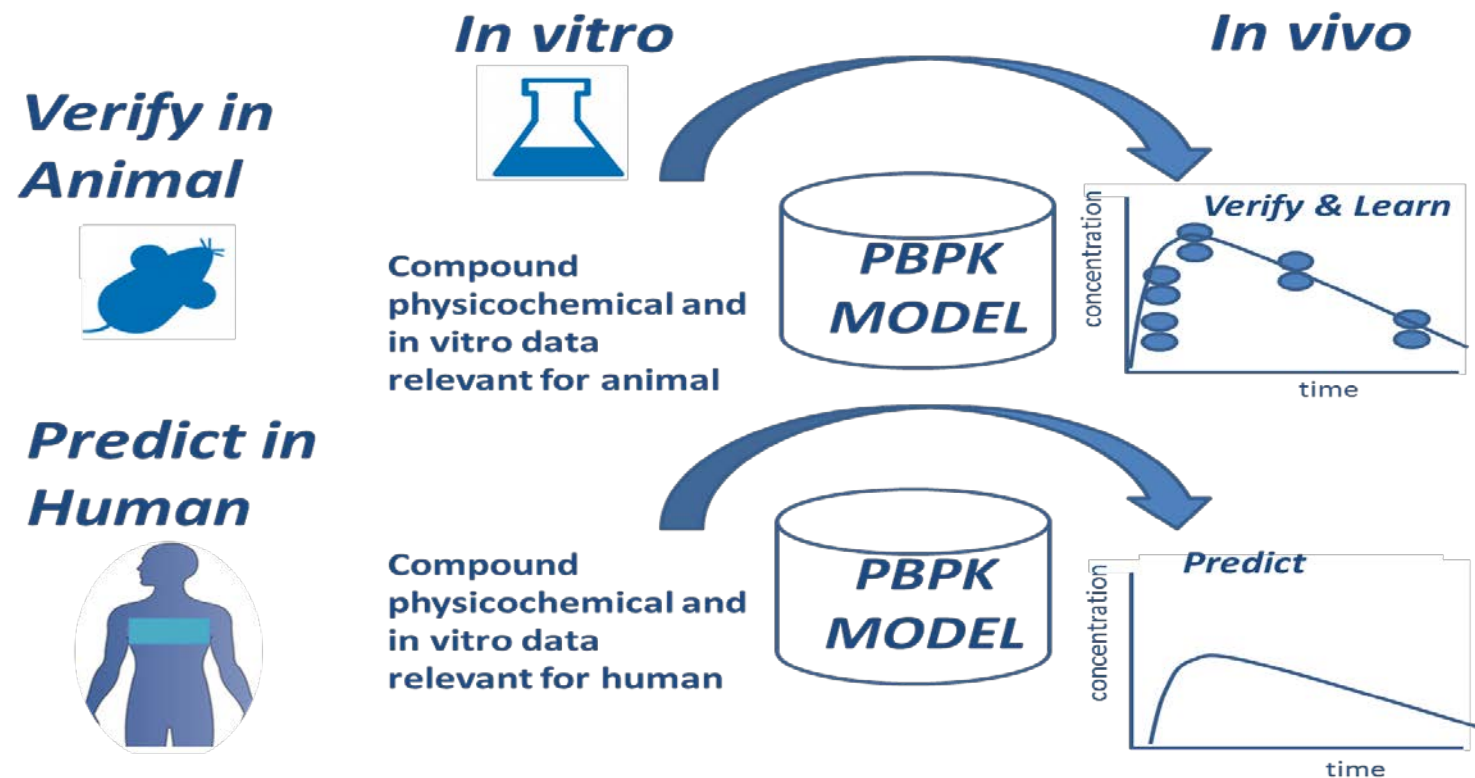 In vitro
In vivo
Verify in
Animal
Compound
physicochemical and
in vitro data
relevant for animal
PBPK
MODEL
Verify & Learn
concentration
time
Predict in
Human
Compound
physicochemical and
in vitro data
relevant for human
PBPK
MODEL
Predict
concentration
time